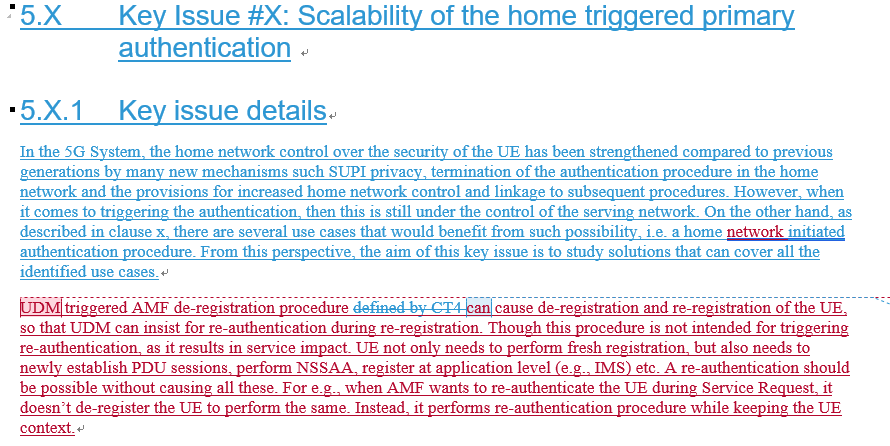 5.X Key Issue #X: Scalability of the home triggered primary
authentication
5.X.1 Key issue details
In the 5G System, the home network control over the security of the UE has been strengthened compared to previous
generations by many new mechanisms such SUPI privacy, termination of the authentication procedure in the home
network and the provisions for increased home network control and linkage to subsequent procedures. However, when
it comes to triggering the authentication, then this is still under the control of the serving network. On the other hand, as
described in clause x, there are several use cases that would benefit from such possibility, i.e. a home network initiated
authentication procedure. From this perspective, the aim of this key issue is to study solutions that can cover all the
identified use cases.
UDM triggered AMF de-registration procedure defined by CT4 can cause de-registration and re-registration of the UE,
so that UDM can insist for re-authentication during re-registration. Though this procedure is not intended for triggering
re-authentication, as it results in service impact. UE not only needs to perform fresh registration, but also needs to
newly establish PDU sessions, perform NSSAA, register at application level (e.g., IMS) etc. A re-authentication should
be possible without causing all these. For e.g., when AMF wants to re-authenticate the UE during Service Request, it
doesn’t de-register the UE to perform the same. Instead, it performs re-authentication procedure while keeping the UE
context.